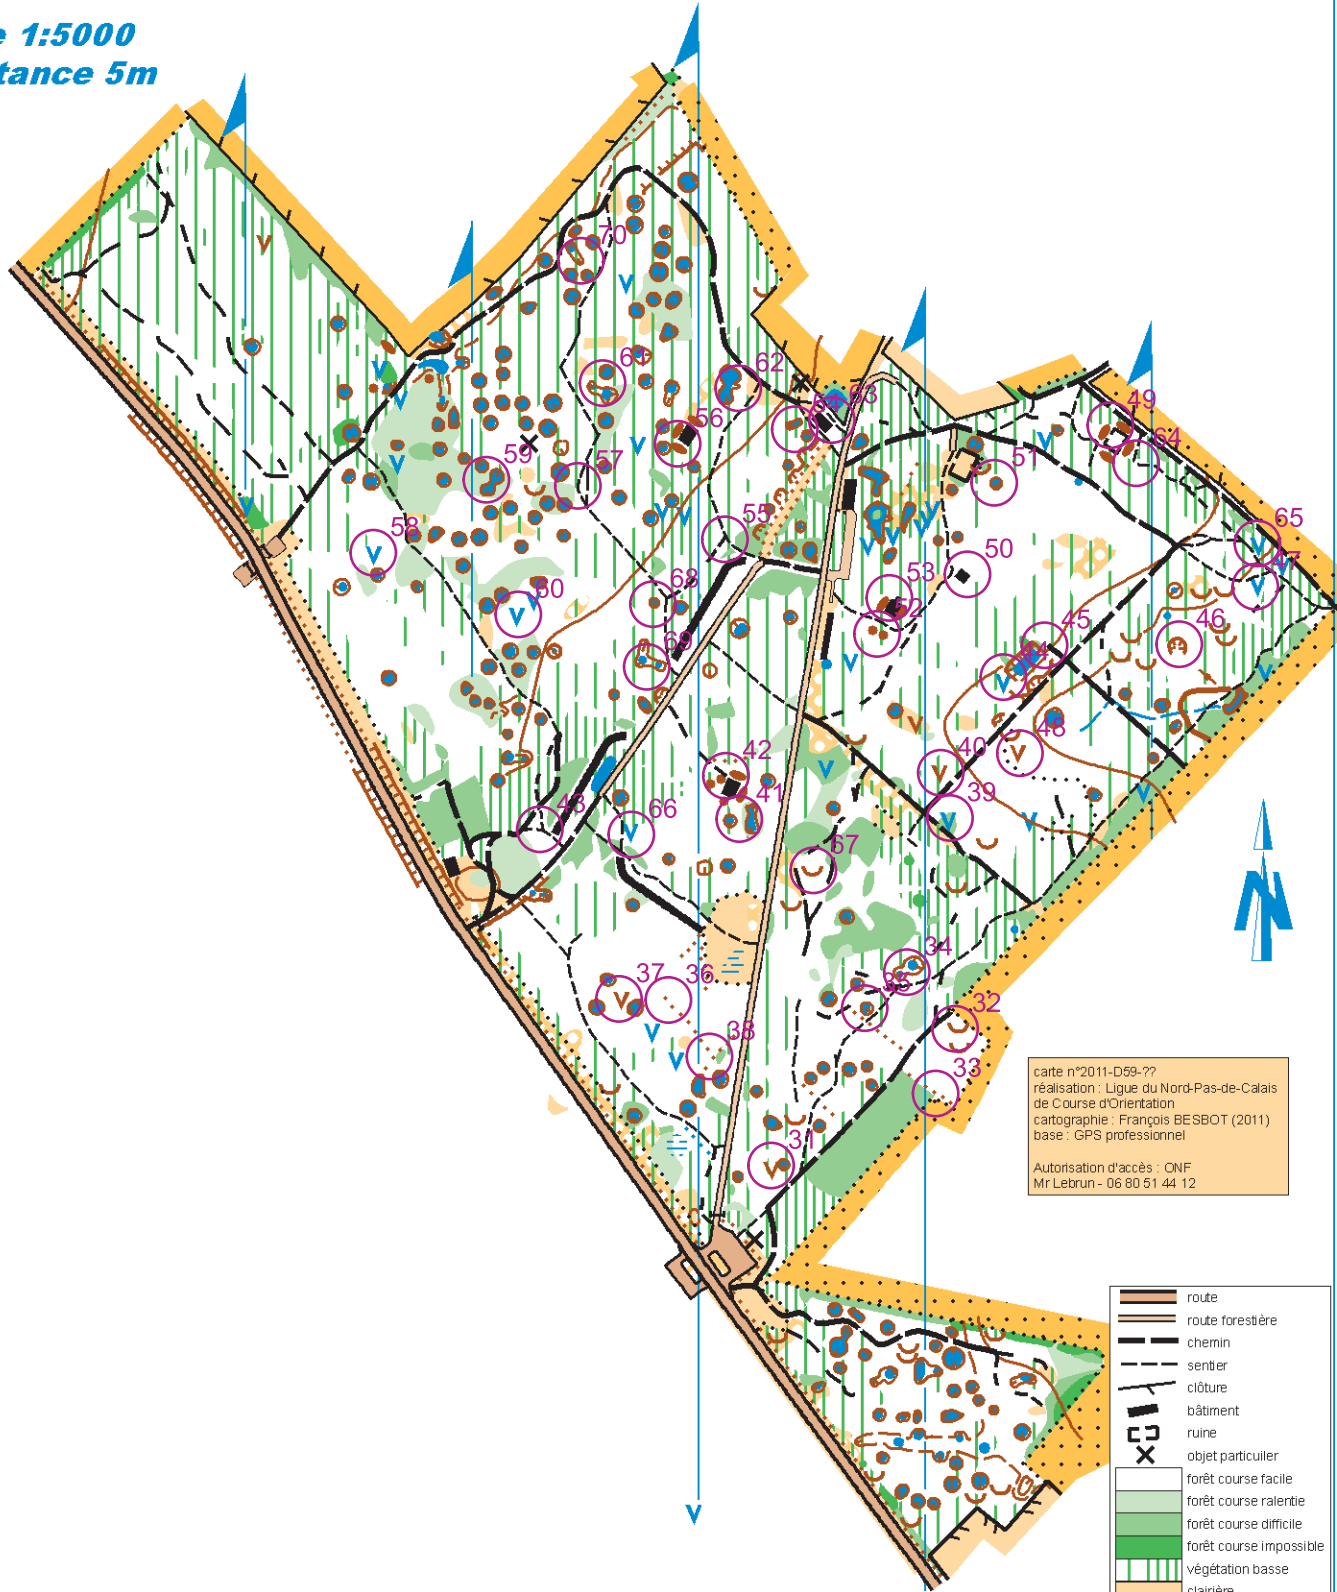 1:5000
tance 5m
70
61
62
63
54
56
49
64
59
57
51
58
55
65
50
47
53
60
68
52
46
45
69
44
42
40
48
43
41
39
66
67
34
37
36
35
32
38
33
31
N
carte n°2011-D59-??
réalisation : Ligue du Nord-Pas-de-Calais
de Course d'Orientation
cartographie : François BESBOT (2011)
base : GPS professionnel
Autorisation d'accès : ONF
Mr Lebrun - 06 80 51 44 12
route
route forestière
chemin
sentier
clôture
bâtiment
ruine
objet particulier
forêt course facile
forêt course ralentie
forêt course difficile
forêt course impossible
végétation basse
clairière